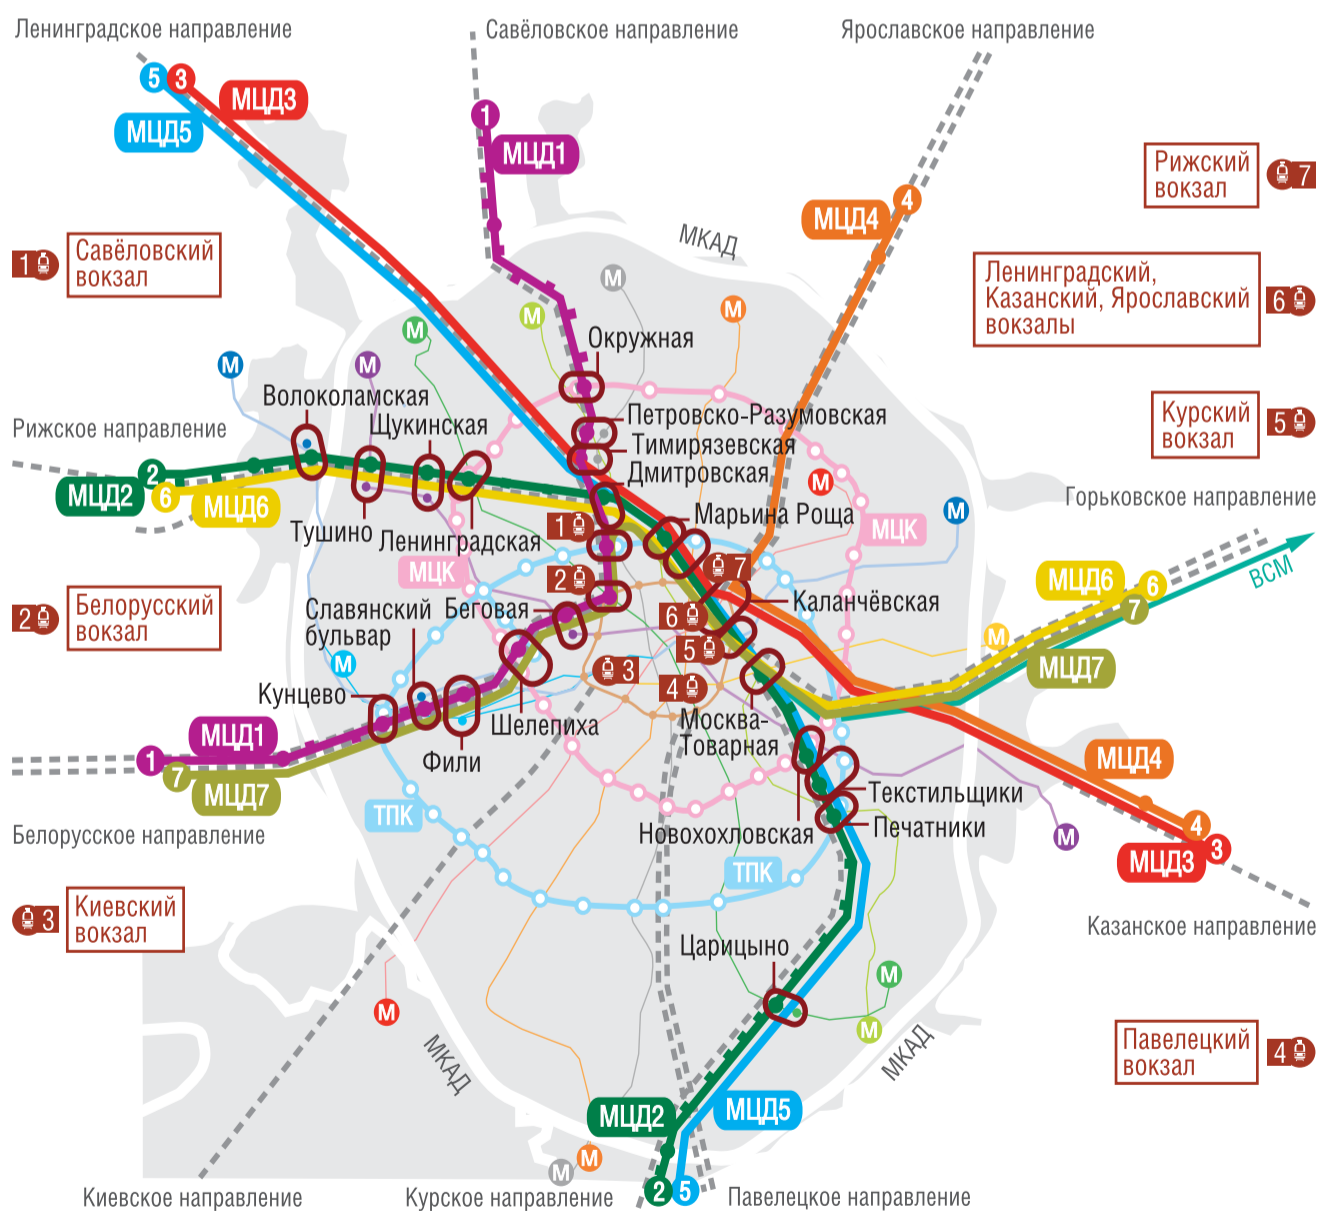 Ленинградское направление
Савёловское направление
Ярославское направление
5
3
МЦД3
МЦД5
1
МЦД1
4
МЦД4
МКАД
Рижский
вокзал
7
1
Савёловский
вокзал
Ленинградский,
Казанский, Ярославский
вокзалы
6
М
М
М
М
Окружная
М
М
Волоколамская
Щукинская
Петровско-Разумовская
Тимирязевская
Дмитровская
Курский
вокзал
5
Рижское направление
2
МЦД2
6
МЦД6
М
Горьковское направление
М
Марьина Роща
МЦК
Тушино
Ленинградская
1
МЦК
2
7
ВСМ
МЦД6
6
7
МЦД7
2
Белорусский
вокзал
Славянский
бульвар
Беговая
6
Каланчёвская
М
5
М
3
4
Кунцево
Шелепиха
Москва-
Товарная
Фили
1
МЦД1
7
МЦД7
МЦД4
4
3
МЦД3
ТПК
Текстильщики
Печатники
Новохохловская
М
Белорусское направление
ТПК
3
Киевский
вокзал
Казанское направление
Царицыно
М
М
М
МКАД
МКАД
Павелецкий
вокзал
4
МЦД2
МЦД5
М
М
2
5
Киевское направление
Курское направление
Павелецкое направление